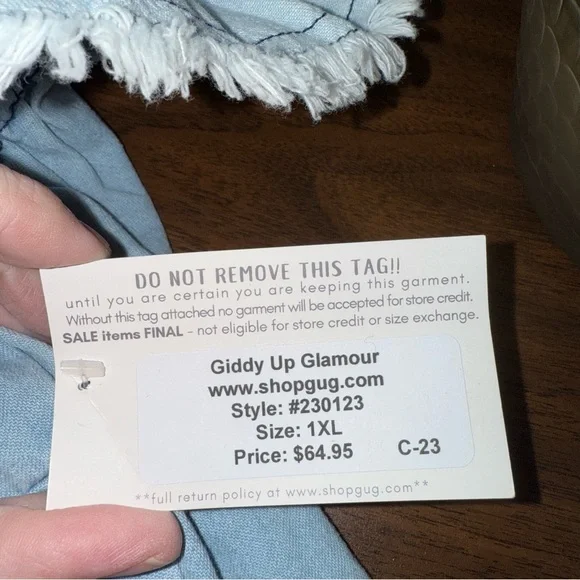 DO NOT REMOVE THIS TAG!!
until you are certain you are keeping this garment.
Without this tag attached no garment will be accepted for store credit.
SALE items FINAL - not eligible for store credit or size exchange.
Giddy Up Glamour
www.shopgug.com
Style: #230123
Size: 1XL
Price: $64.95
C-23
**full return policy at www.shopgug.com**